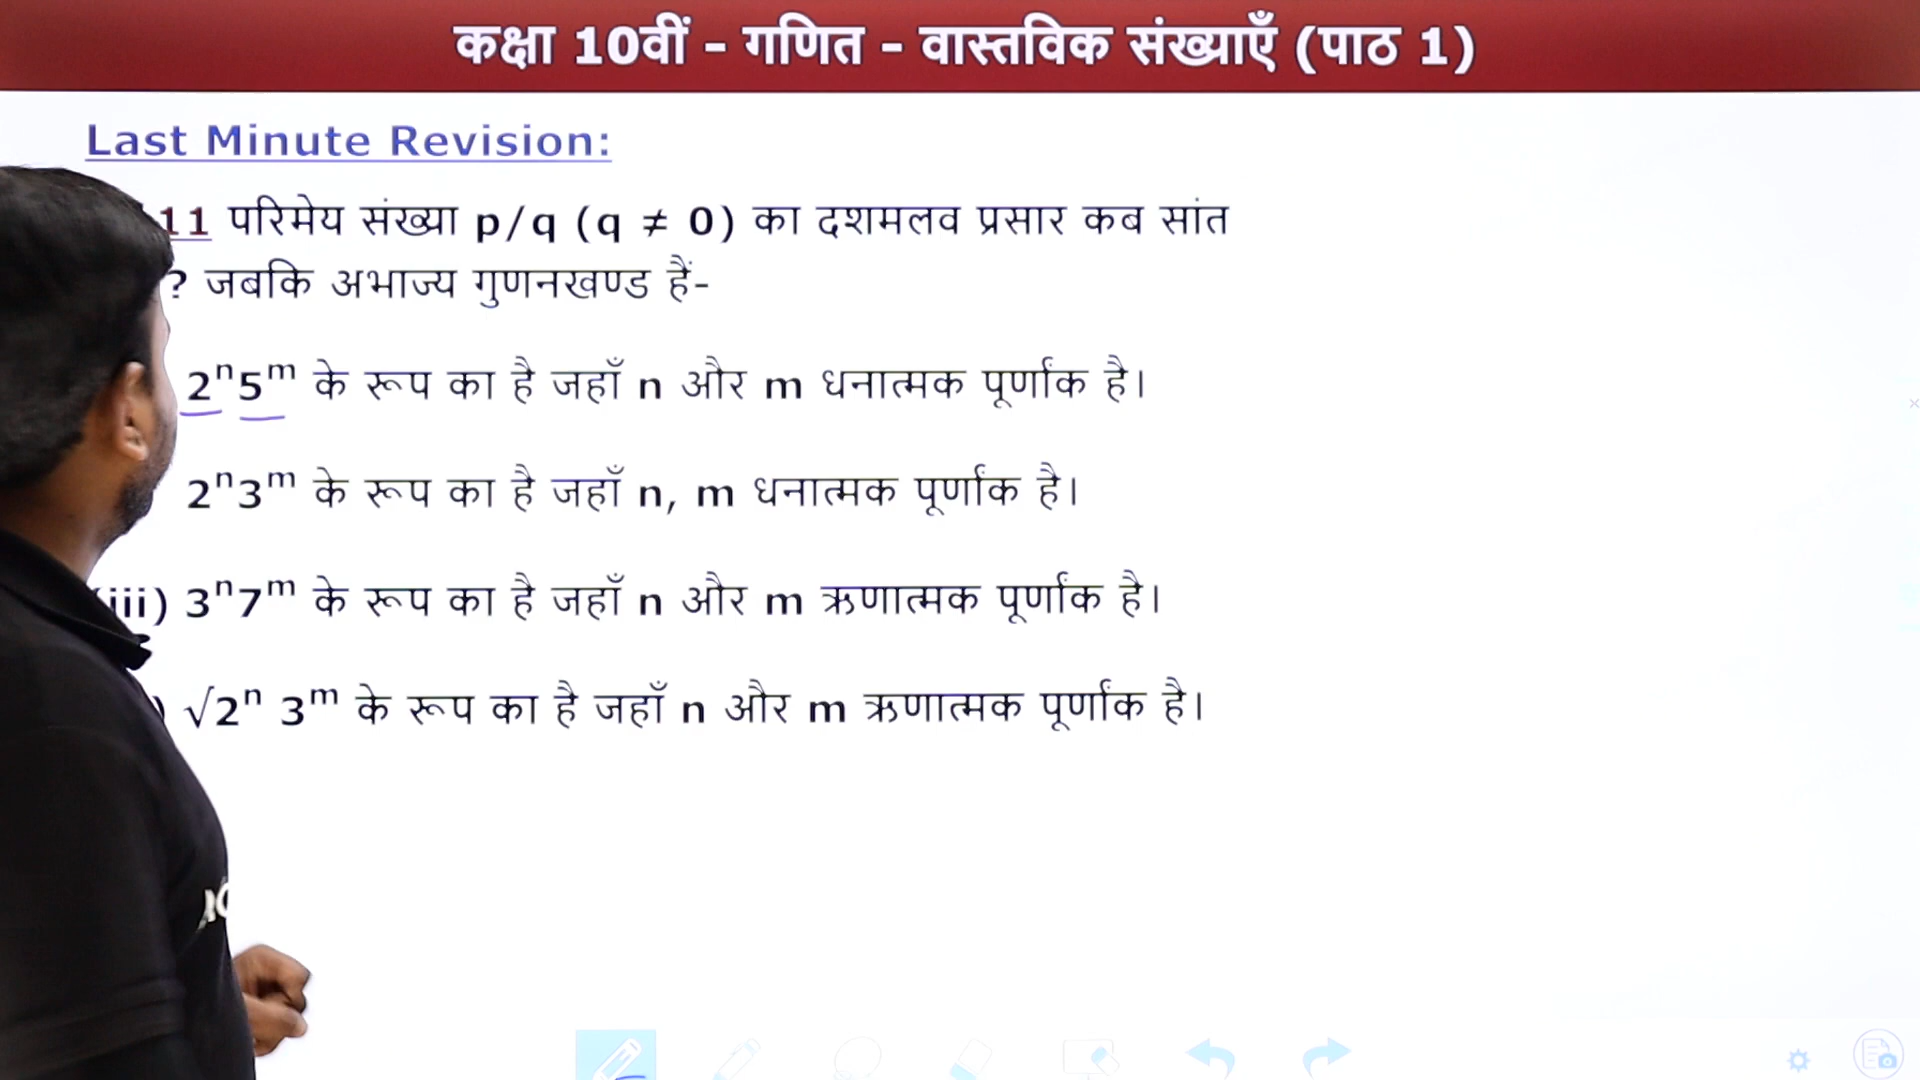 कक्षा 10वीं - गणित - वास्तविक संख्याएँ (पाठ 1)
Last Minute Revision:
11 परिमेय संख्या p/q (q ≠ 0) का दशमलव प्रसार कब सांत
? जबकि अभाज्य गुणनखण्ड हैं-
2ⁿ5ᵐ के रूप का है जहाँ n और m धनात्मक पूर्णांक है।
2ⁿ3ᵐ के रूप का है जहाँ n, m धनात्मक पूर्णांक है।
iii) 3ⁿ7ᵐ के रूप का है जहाँ n और m ऋणात्मक पूर्णांक है।
) √2ⁿ 3ᵐ के रूप का है जहाँ n और m ऋणात्मक पूर्णांक है।